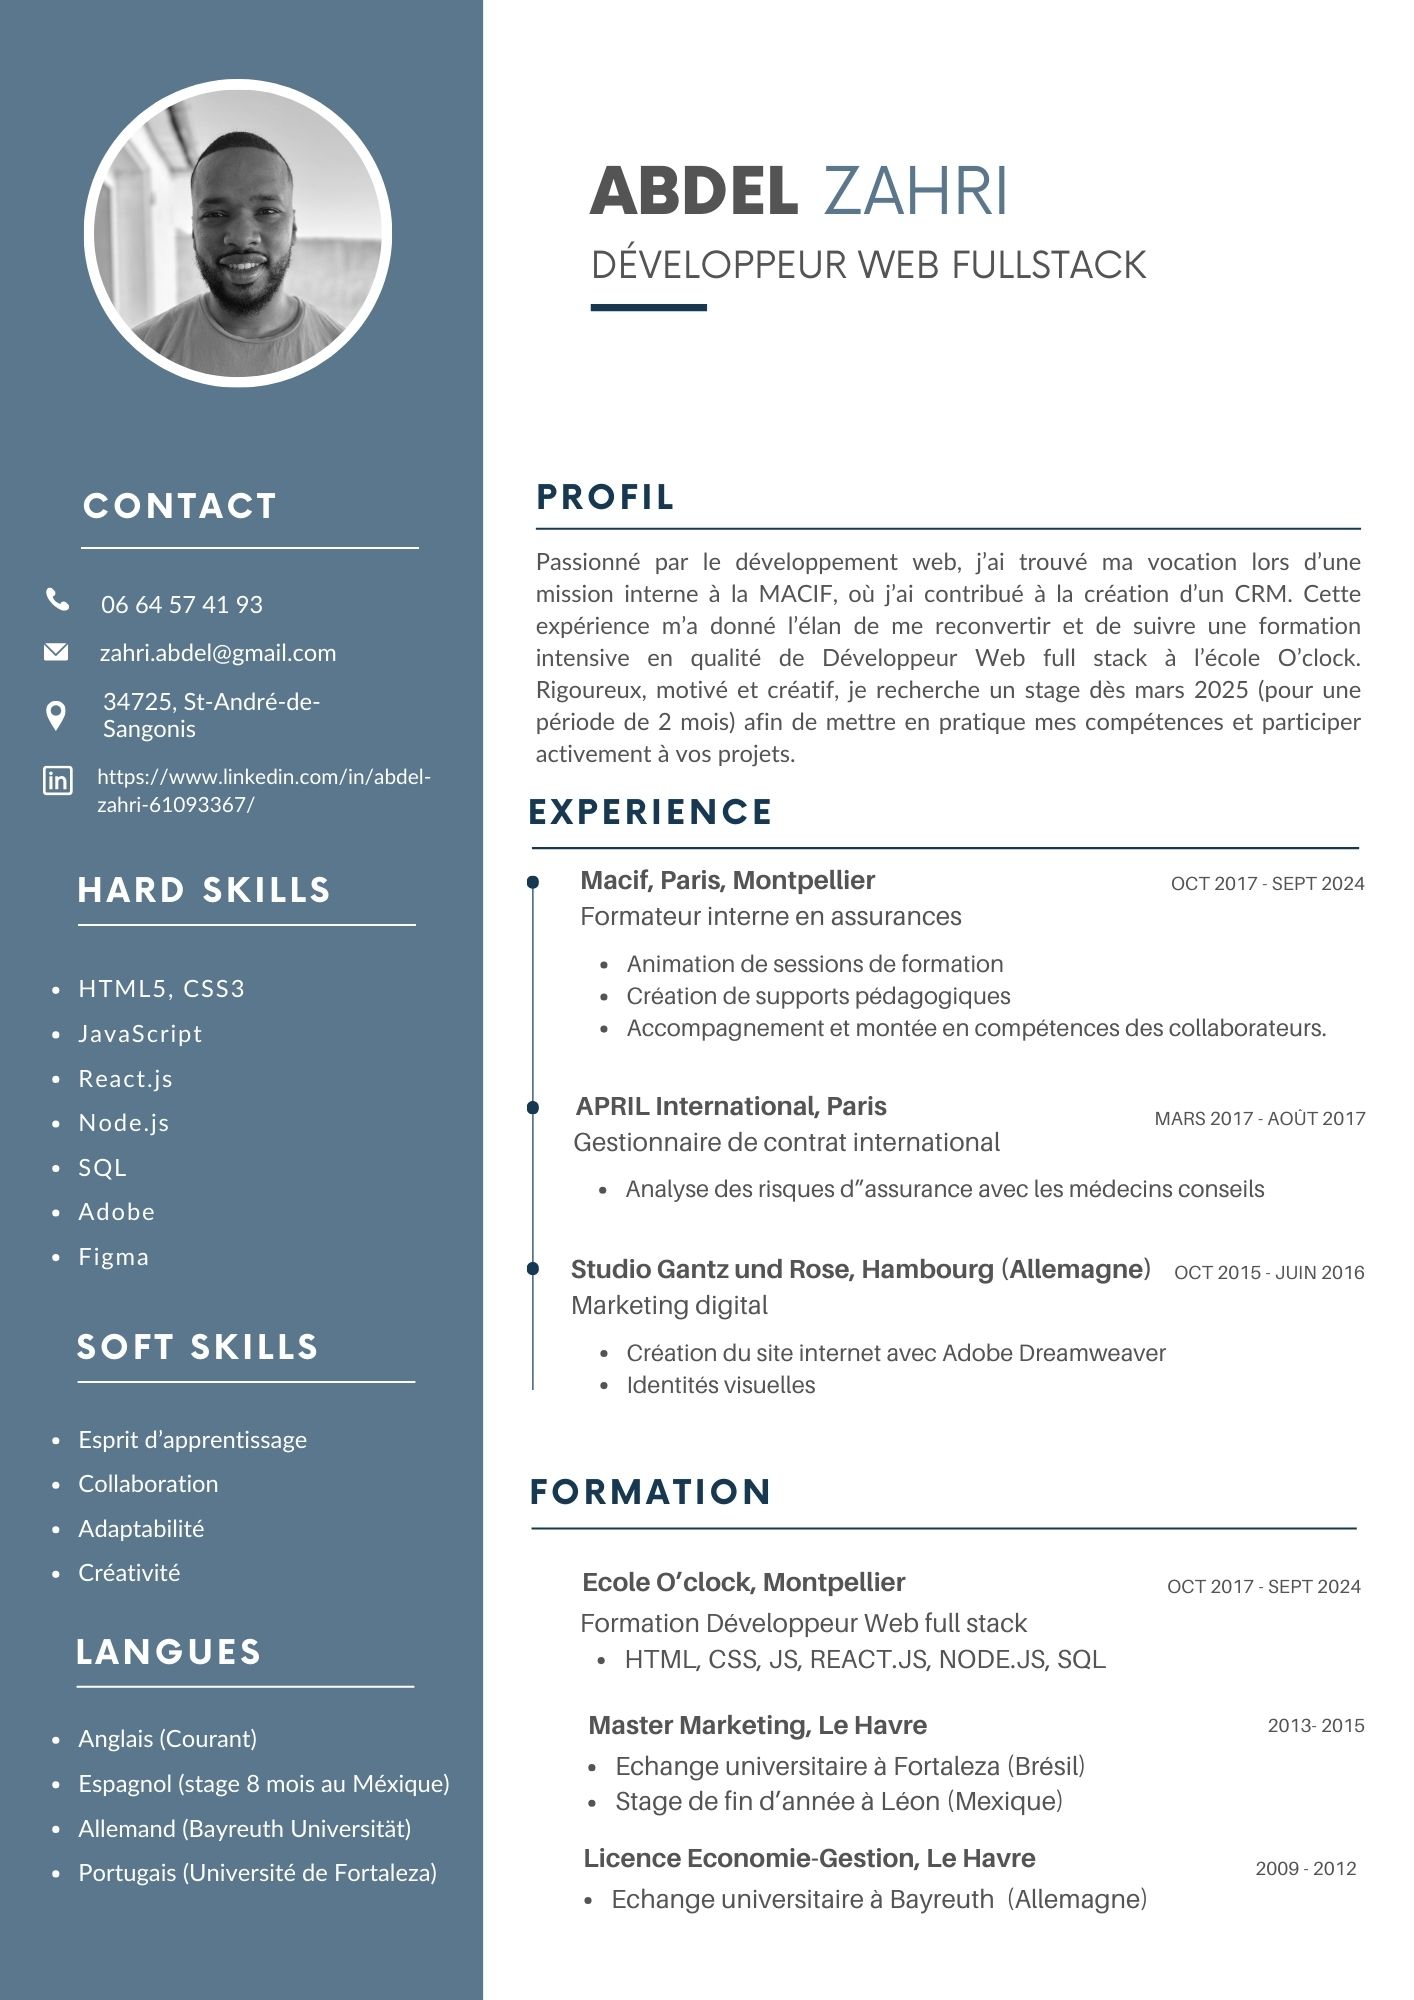 ABDEL ZAHRI
DÉVELOPPEUR WEB FULLSTACK
CONTACT
06 64 57 41 93
zahri.abdel@gmail.com
34725, St-André-de-
Sangonis
in
https://www.linkedin.com/in/abdel-
zahri-61093367/
HARD SKILLS
• HTML5, CSS3
• JavaScript
• React.js
• Node.js
• SQL
• Adobe
• Figma
SOFT SKILLS
• Esprit d’apprentissage
• Collaboration
• Adaptabilité
• Créativité
LANGUES
• Anglais (Courant)
• Espagnol (stage 8 mois au Méxique)
• Allemand (Bayreuth Universität)
• Portugais (Université de Fortaleza)
PROFIL
Passionné par le développement web, j’ai trouvé ma vocation lors d’une
mission interne à la MACIF, où j’ai contribué à la création d’un CRM. Cette
expérience m’a donné l’élan de me reconvertir et de suivre une formation
intensive en qualité de Développeur Web full stack à l’école O’clock.
Rigoureux, motivé et créatif, je recherche un stage dès mars 2025 (pour une
période de 2 mois) afin de mettre en pratique mes compétences et participer
activement à vos projets.
EXPERIENCE
Macif, Paris, Montpellier OCT 2017 - SEPT 2024
Formateur interne en assurances
• Animation de sessions de formation
• Création de supports pédagogiques
• Accompagnement et montée en compétences des collaborateurs.
APRIL International, Paris MARS 2017 - AOÛT 2017
Gestionnaire de contrat international
• Analyse des risques d”assurance avec les médecins conseils
Studio Gantz und Rose, Hambourg (Allemagne) OCT 2015 - JUIN 2016
Marketing digital
• Création du site internet avec Adobe Dreamweaver
• Identités visuelles
FORMATION
Ecole O’clock, Montpellier OCT 2017 - SEPT 2024
Formation Développeur Web full stack
• HTML, CSS, JS, REACT.JS, NODE.JS, SQL
Master Marketing, Le Havre 2013- 2015
• Echange universitaire à Fortaleza (Brésil)
• Stage de fin d’année à Léon (Mexique)
Licence Economie-Gestion, Le Havre 2009 - 2012
• Echange universitaire à Bayreuth (Allemagne)